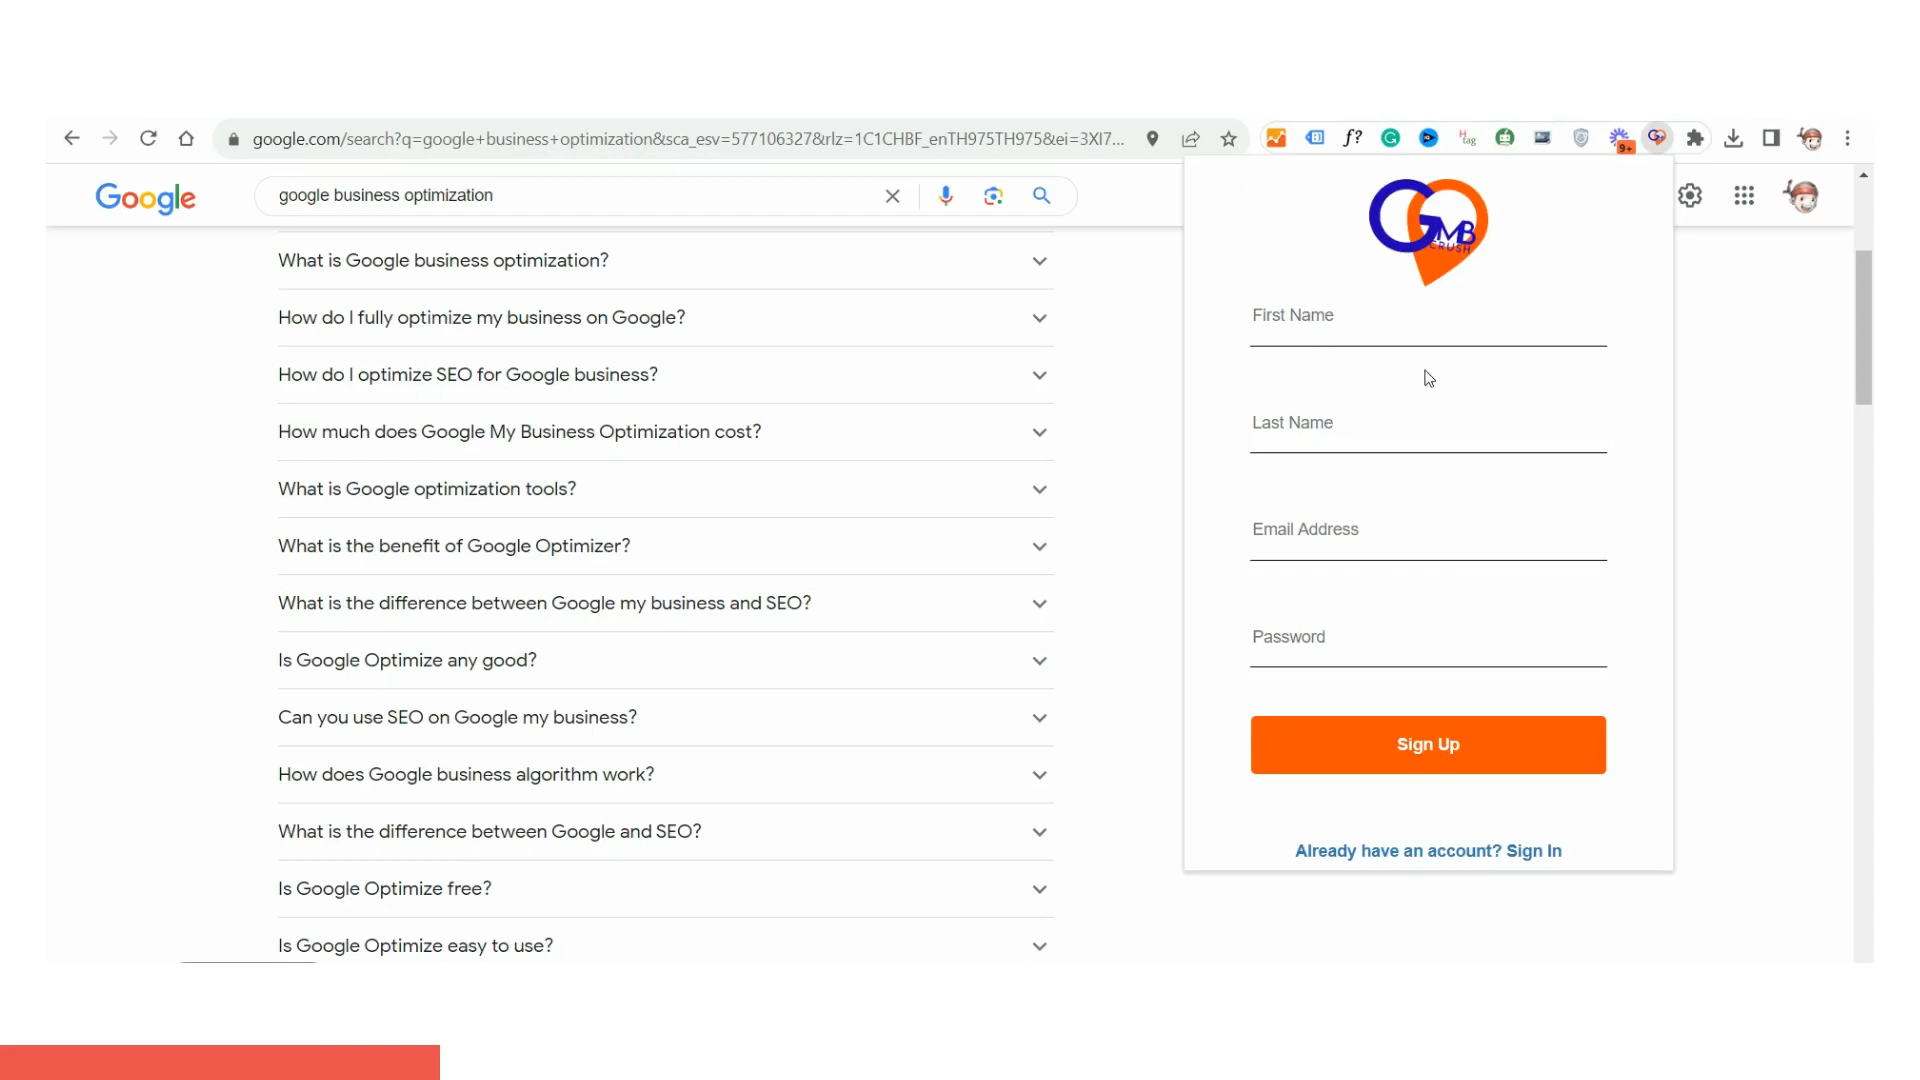 google.com/search?q=google+business+optimization&sca_esv=577106327&rlz=1C1CHBF_enTH975TH975&ei=3XI7...
f?
H
tag
9+
Google
google business optimization
GMB
CRUSH
What is Google business optimization?
How do I fully optimize my business on Google?
How do I optimize SEO for Google business?
How much does Google My Business Optimization cost?
What is Google optimization tools?
What is the benefit of Google Optimizer?
What is the difference between Google my business and SEO?
Is Google Optimize any good?
Can you use SEO on Google my business?
How does Google business algorithm work?
What is the difference between Google and SEO?
Is Google Optimize free?
Is Google Optimize easy to use?
First Name
Last Name
Email Address
Password
Sign Up
Already have an account? Sign In